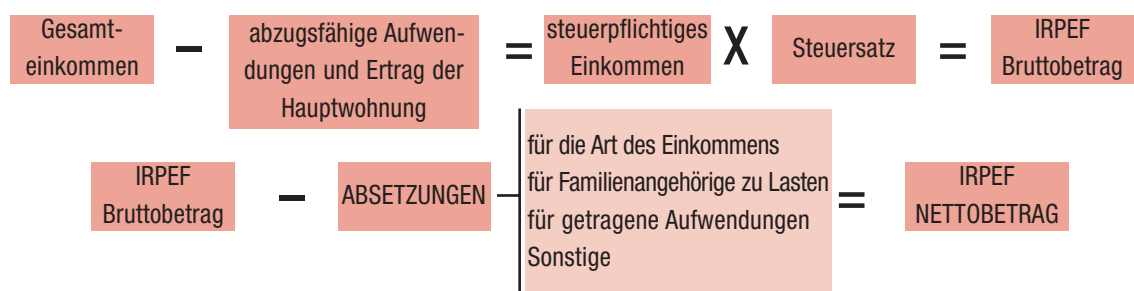 Gesamt-
einkommen
–
abzugsfähige Aufwen-
dungen und Ertrag der
Hauptwohnung
=
steuerpflichtiges
Einkommen
X
Steuersatz
=
IRPEF
Bruttobetrag
IRPEF
Bruttobetrag
–
ABSETZUNGEN
für die Art des Einkommens
für Familienangehörige zu Lasten
für getragene Aufwendungen
Sonstige
=
IRPEF
NETTOBETRAG